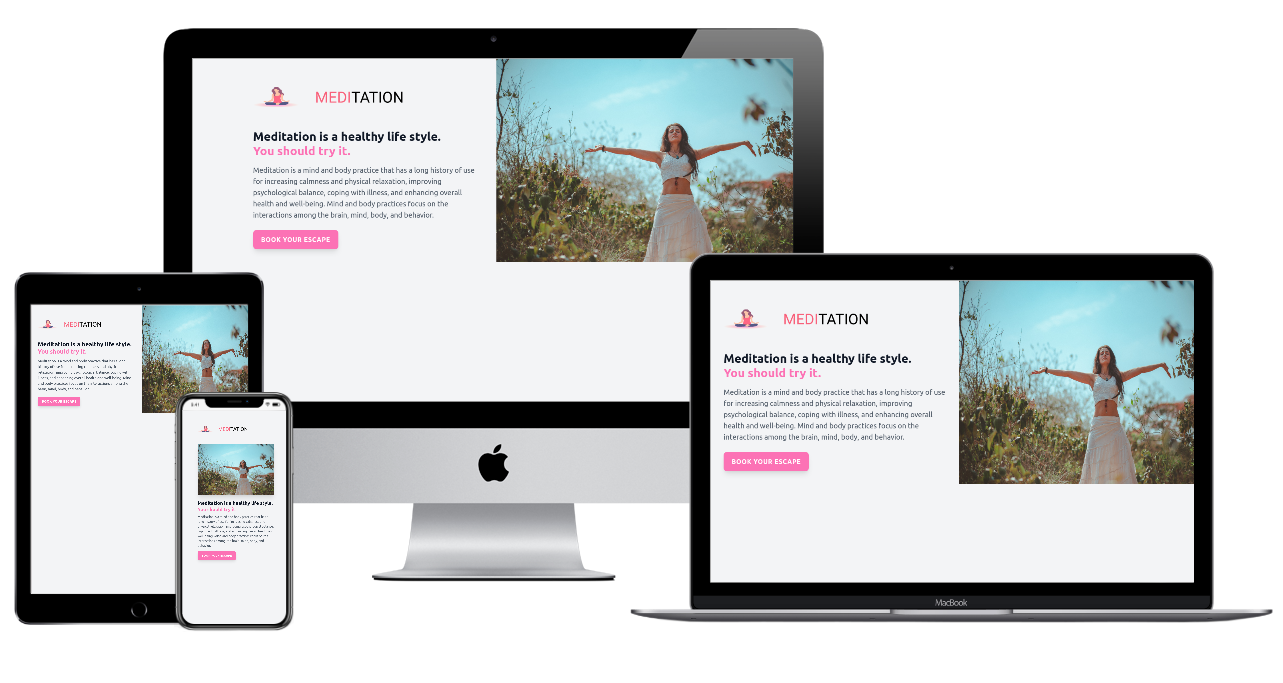 MEDITATION
Meditation is a healthy life style.
You should try it.
Meditation is a mind and body practice that has a long history of use
for increasing calmness and physical relaxation, improving
psychological balance, coping with illness, and enhancing overall
health and well-being. Mind and body practices focus on the
interactions among the brain, mind, body, and behavior.
BOOK YOUR ESCAPE
MEDITATION
Meditation is a healthy life style.
You should try it.
BOOK YOUR ESCAPE
MEDITATION
Meditation is a healthy life style.
You should try it.
MEDITATION
Meditation is a healthy life style.
You should try it.
Meditation is a mind and body practice that has a long history of use
for increasing calmness and physical relaxation, improving
psychological balance, coping with illness, and enhancing overall
health and well-being. Mind and body practices focus on the
interactions among the brain, mind, body, and behavior.
BOOK YOUR ESCAPE
MacBook